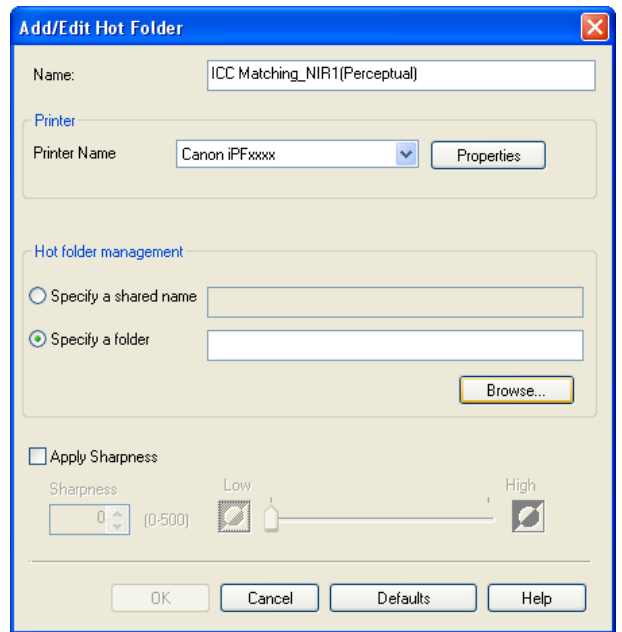 Add/Edit Hot Folder
Name: ICC Matching_NIR1(Perceptual)
Printer
Printer Name Canon iPFxxxx Properties
Hot folder management
Specify a shared name
Specify a folder
Browse...
Apply Sharpness
Sharpness Low High
0 (0-500)
OK Cancel Defaults Help